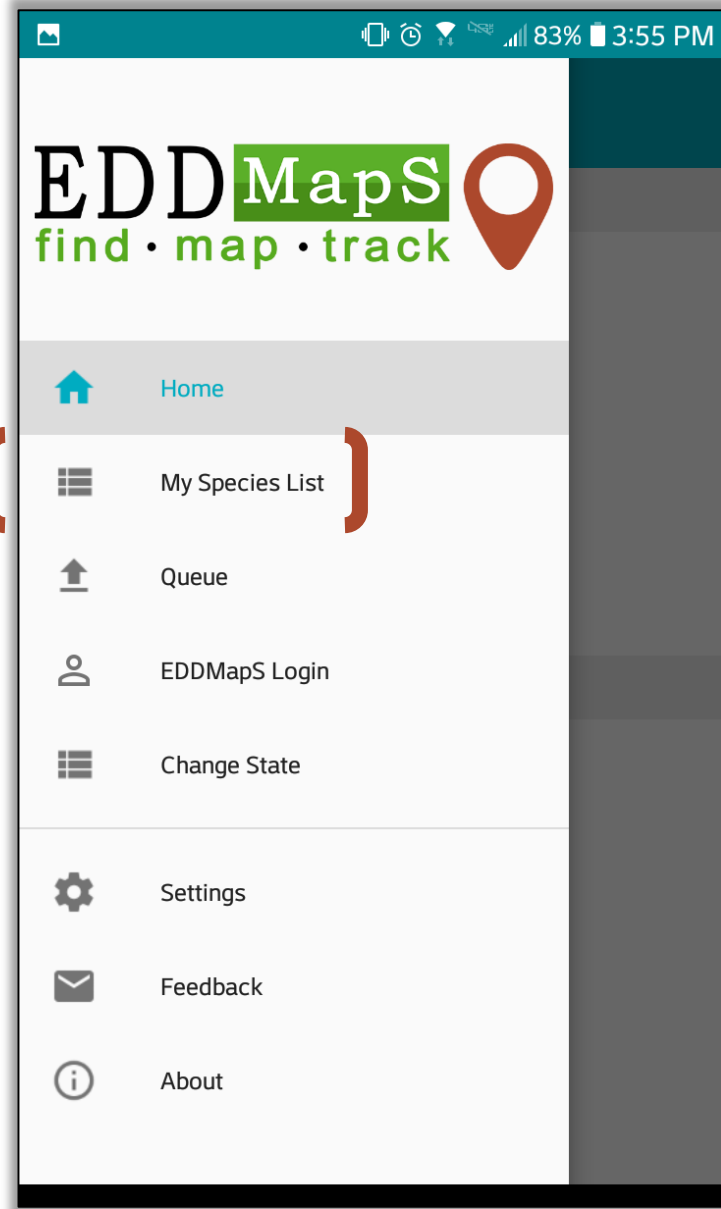 83% 3:55 PM
EDDMapS
find · map · track
Home
My Species List
Queue
EDDMapS Login
Change State
Settings
Feedback
About